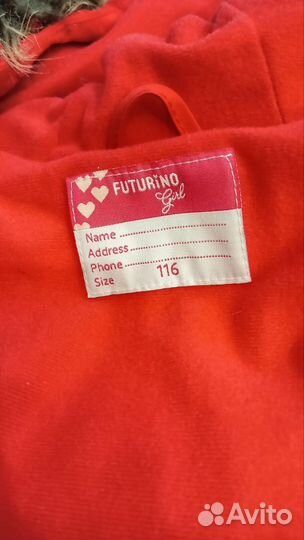 FUTURiNO
Girl
Name
Address
Phone
Size 116
Avito